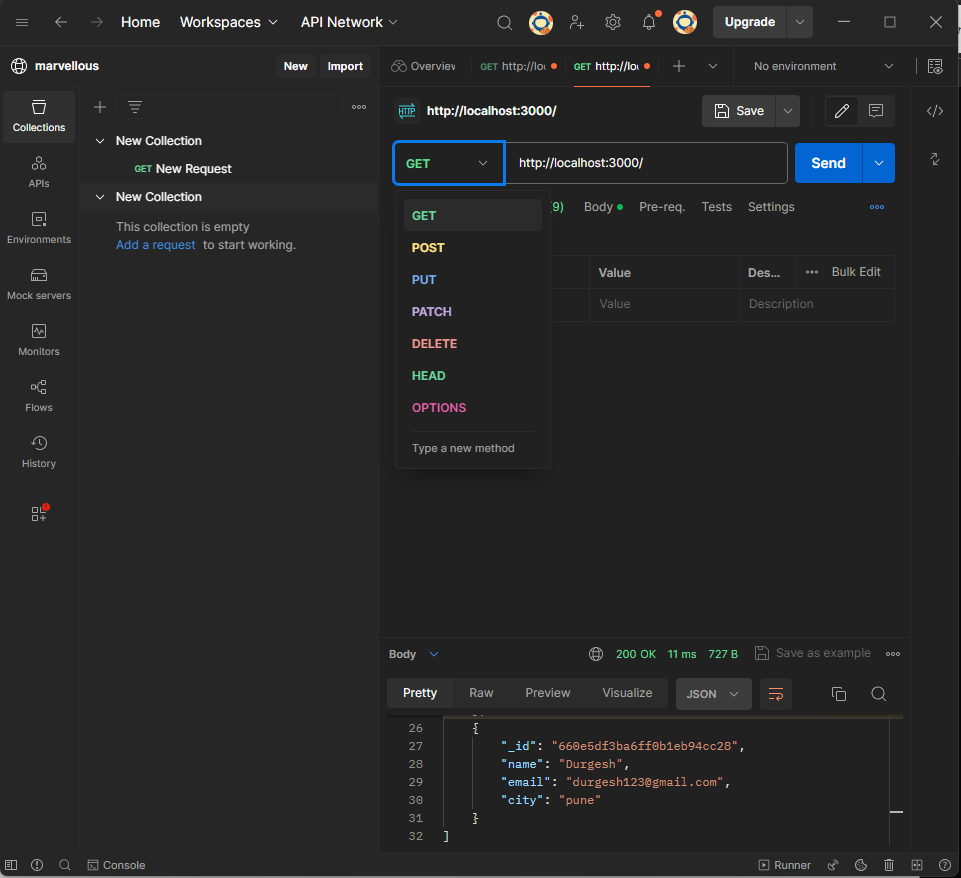 Home Workspaces API Network Upgrade
marvellous New Import Overview GET http://loc GET http://loc No environment
Collections
HTTP http://localhost:3000/ Save
New Collection
GET New Request
New Collection
This collection is empty
Add a request to start working.
APIs
Environments
Mock servers
Monitors
Flows
History
GET http://localhost:3000/ Send
(9) Body Pre-req. Tests Settings
GET
POST
PUT
PATCH
DELETE
HEAD
OPTIONS
Type a new method
Value Des... Bulk Edit
Value Description
Body 200 OK 11 ms 727 B Save as example
Pretty Raw Preview Visualize JSON
26 {
27 "_id": "660e5df3ba6ff0b1eb94cc28",
28 "name": "Durgesh",
29 "email": "durgesh123@gmail.com",
30 "city": "pune"
31 }
32 ]
Console Runner